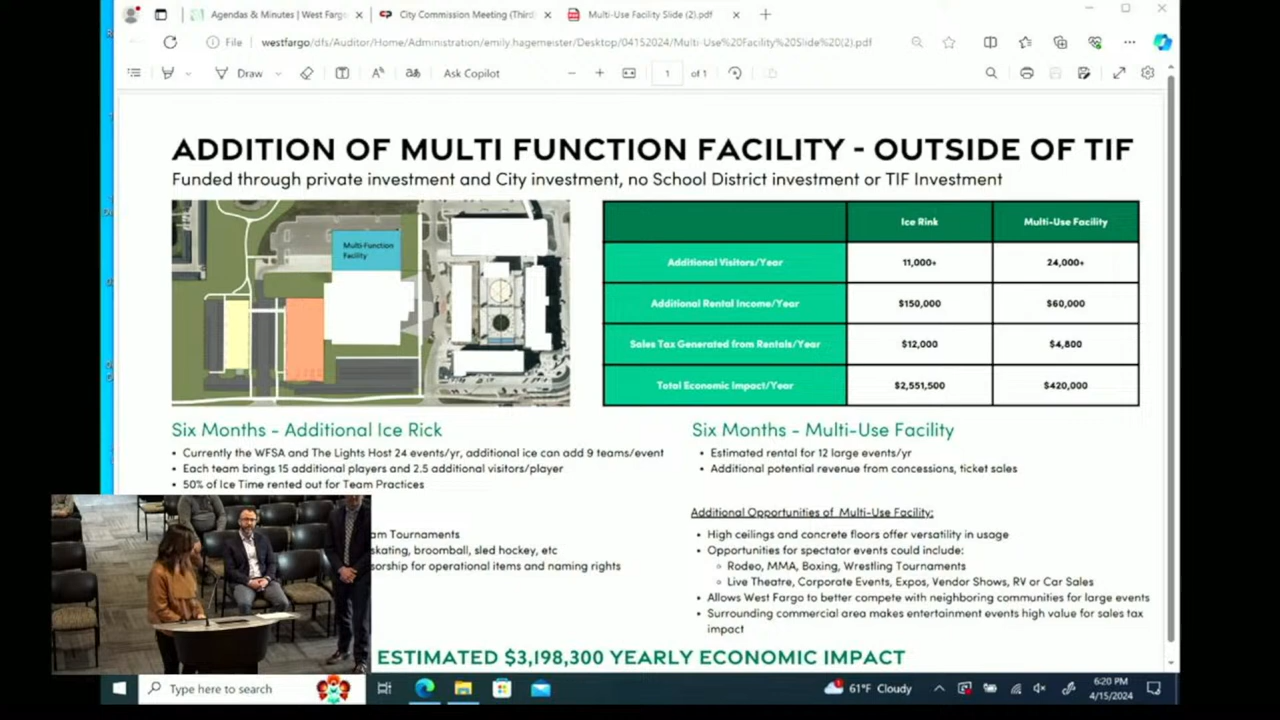 Agendas & Minutes | West Fargo
City Commission Meeting (Third
Multi-Use Facility Slide (2).pdf
File
westfargo/dfs/Auditor/Home/Administration/emily.hagemeister/Desktop/04152024/Multi-Use%20Facility%20Slide%20(2).pdf
Draw
Ask Copilot
1 of 1
ADDITION OF MULTI FUNCTION FACILITY - OUTSIDE OF TIF
Funded through private investment and City investment, no School District investment or TIF Investment
Multi-Function
Facility
Ice Rink Multi-Use Facility
Additional Visitors/Year 11,000+ 24,000+
Additional Rental Income/Year $150,000 $60,000
Sales Tax Generated from Rentals/Year $12,000 $4,800
Total Economic Impact/Year $2,551,500 $420,000
Six Months - Additional Ice Rick
• Currently the WFSA and The Lights Host 24 events/yr, additional ice can add 9 teams/event
• Each team brings 15 additional players and 2.5 additional visitors/player
• 50% of Ice Time rented out for Team Practices
am Tournaments
skating, broomball, sled hockey, etc
sorship for operational items and naming rights
Six Months - Multi-Use Facility
• Estimated rental for 12 large events/yr
• Additional potential revenue from concessions, ticket sales
Additional Opportunities of Multi-Use Facility:
• High ceilings and concrete floors offer versatility in usage
• Opportunities for spectator events could include:
◦ Rodeo, MMA, Boxing, Wrestling Tournaments
◦ Live Theatre, Corporate Events, Expos, Vendor Shows, RV or Car Sales
• Allows West Fargo to better compete with neighboring communities for large events
• Surrounding commercial area makes entertainment events high value for sales tax
impact
ESTIMATED $3,198,300 YEARLY ECONOMIC IMPACT
Type here to search
61°F Cloudy
6:20 PM
4/15/2024